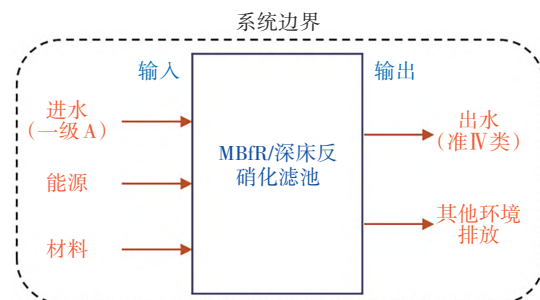 系统边界
输入
输出
进水
（一级 A）
能源
材料
MBfR/深床反
硝化滤池
出水
（准Ⅳ类）
其他环境
排放